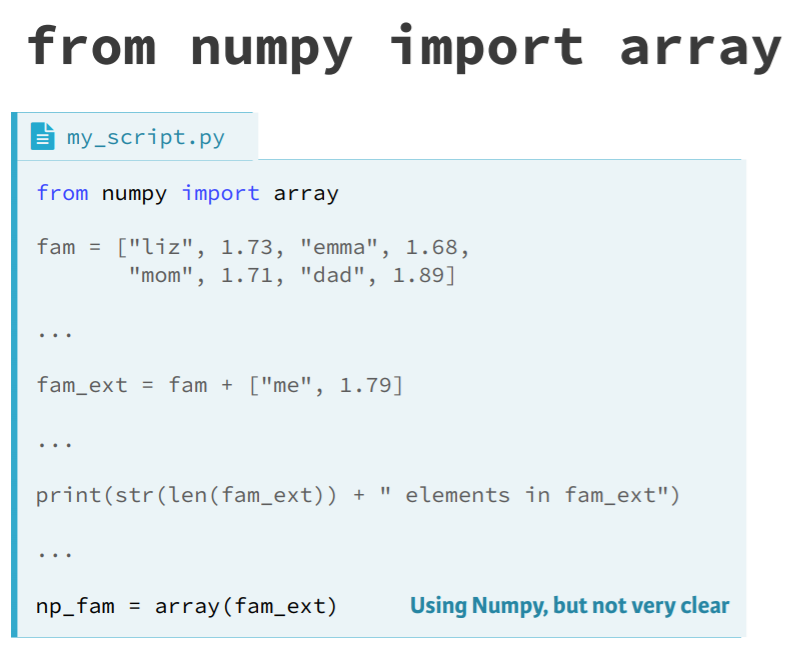 from numpy import array
my_script.py
from numpy import array
fam = ["liz", 1.73, "emma", 1.68,
"mom", 1.71, "dad", 1.89]
...
fam_ext = fam + ["me", 1.79]
...
print(str(len(fam_ext)) + " elements in fam_ext")
...
np_fam = array(fam_ext) Using Numpy, but not very clear